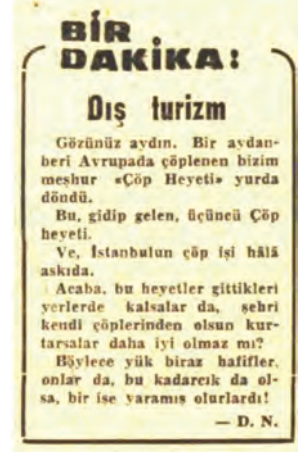 BİR
DAKİKA:
Dış turizm
Gözünüz aydın. Bir aydan-
beri Avrupada çöplenen bizim
meshur «Çöp Heyeti» yurda
döndü.
Bu, gidip gelen, üçüncü Çöp
heyeti.
Ve, İstanbulun çöp işi hâlâ
askıda.
Acaba, bu heyetler gittikleri
yerlerde kalsalar da, şehri
kendi çöplerinden olsun kur-
tarsalar daha iyi olmaz mı?
Böylece yük biraz hafifler,
onlar da, bu kadarcık da ol-
sa, bir işe yaramış olurlardı!
— D. N.